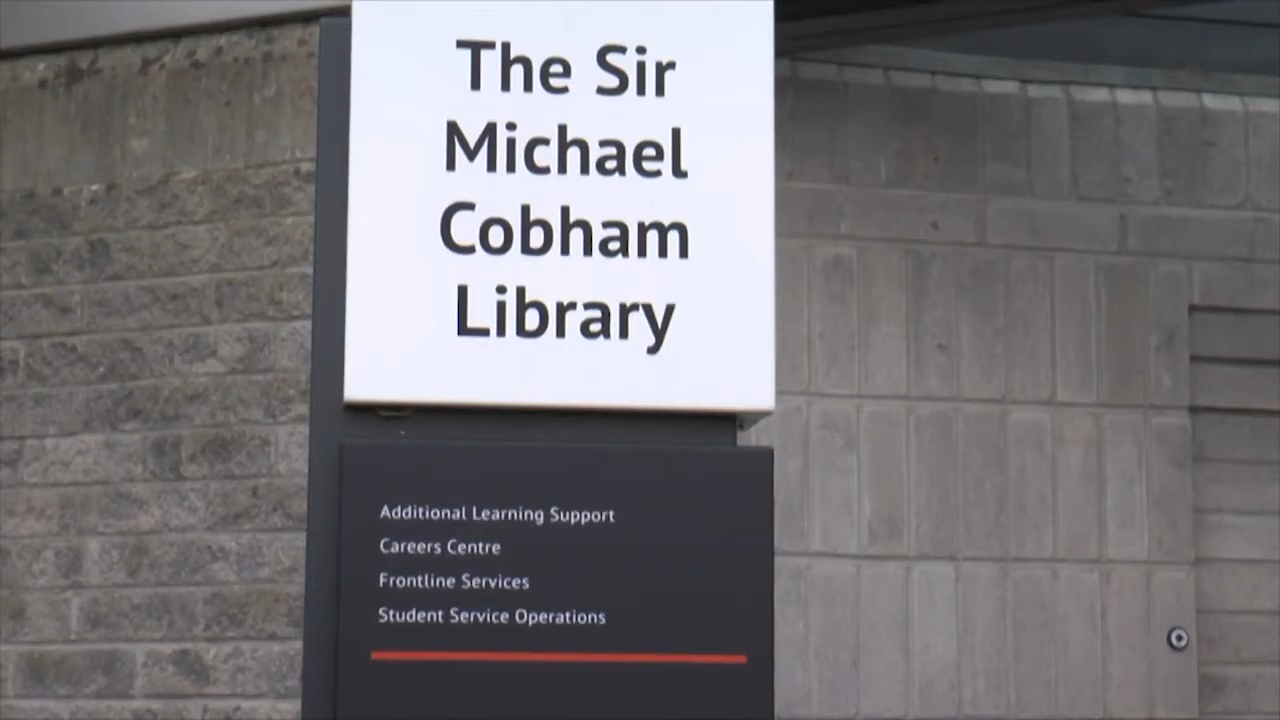 The Sir
Michael
Cobham
Library
Additional Learning Support
Careers Centre
Frontline Services
Student Service Operations